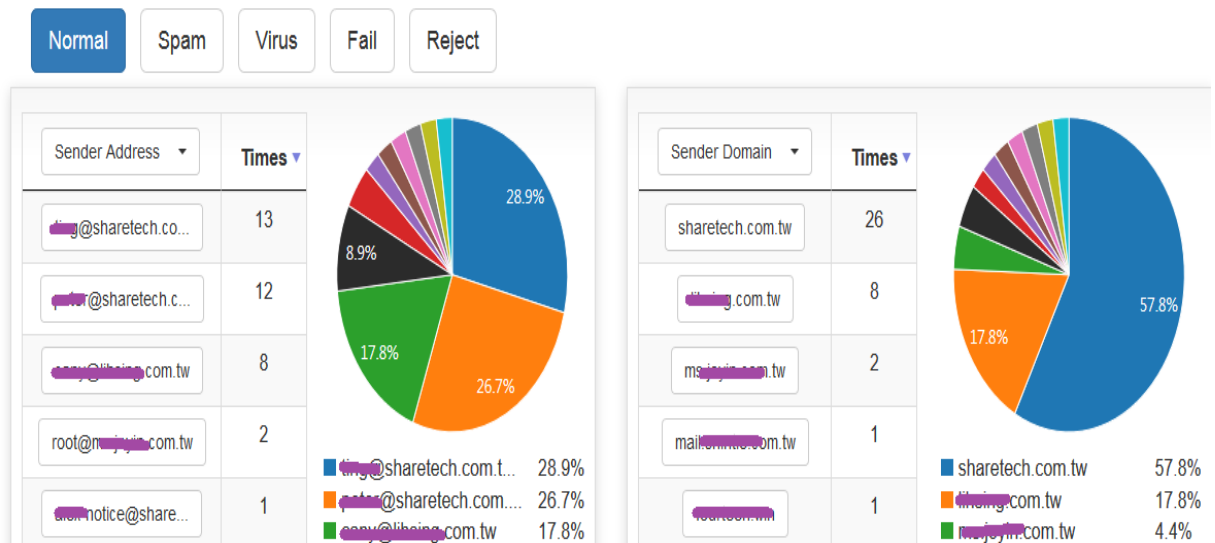 Normal Spam Virus Fail Reject
Sender Address Times
@sharetech.co... 13
@sharetech.c... 12
com.tw 8
root@ com.tw 2
notice@share... 1
28.9%
8.9%
17.8%
26.7%
@sharetech.com.t... 28.9%
@sharetech.com.... 26.7%
com.tw 17.8%
Sender Domain Times
sharetech.com.tw 26
.com.tw 8
.tw 2
mail om.tw 1
1
57.8%
17.8%
sharetech.com.tw 57.8%
.com.tw 17.8%
.com.tw 4.4%